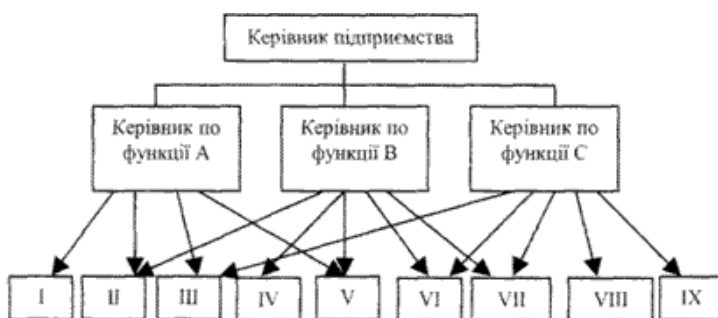 Керівник підприємства
Керівник по
функції А
Керівник по
функції В
Керівник по
функції С
I
II
III
IV
V
VI
VII
VIII
IX